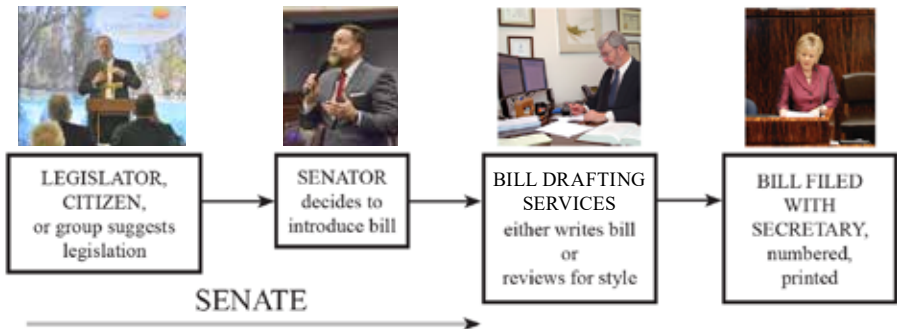 LEGISLATOR,
CITIZEN,
or group suggests
legislation
SENATOR
decides to
introduce bill
BILL DRAFTING
SERVICES
either writes bill
or
reviews for style
BILL FILED
WITH
SECRETARY,
numbered,
printed
SENATE